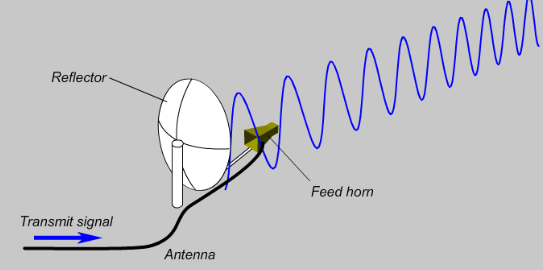 Reflector
Feed horn
Transmit signal
Antenna